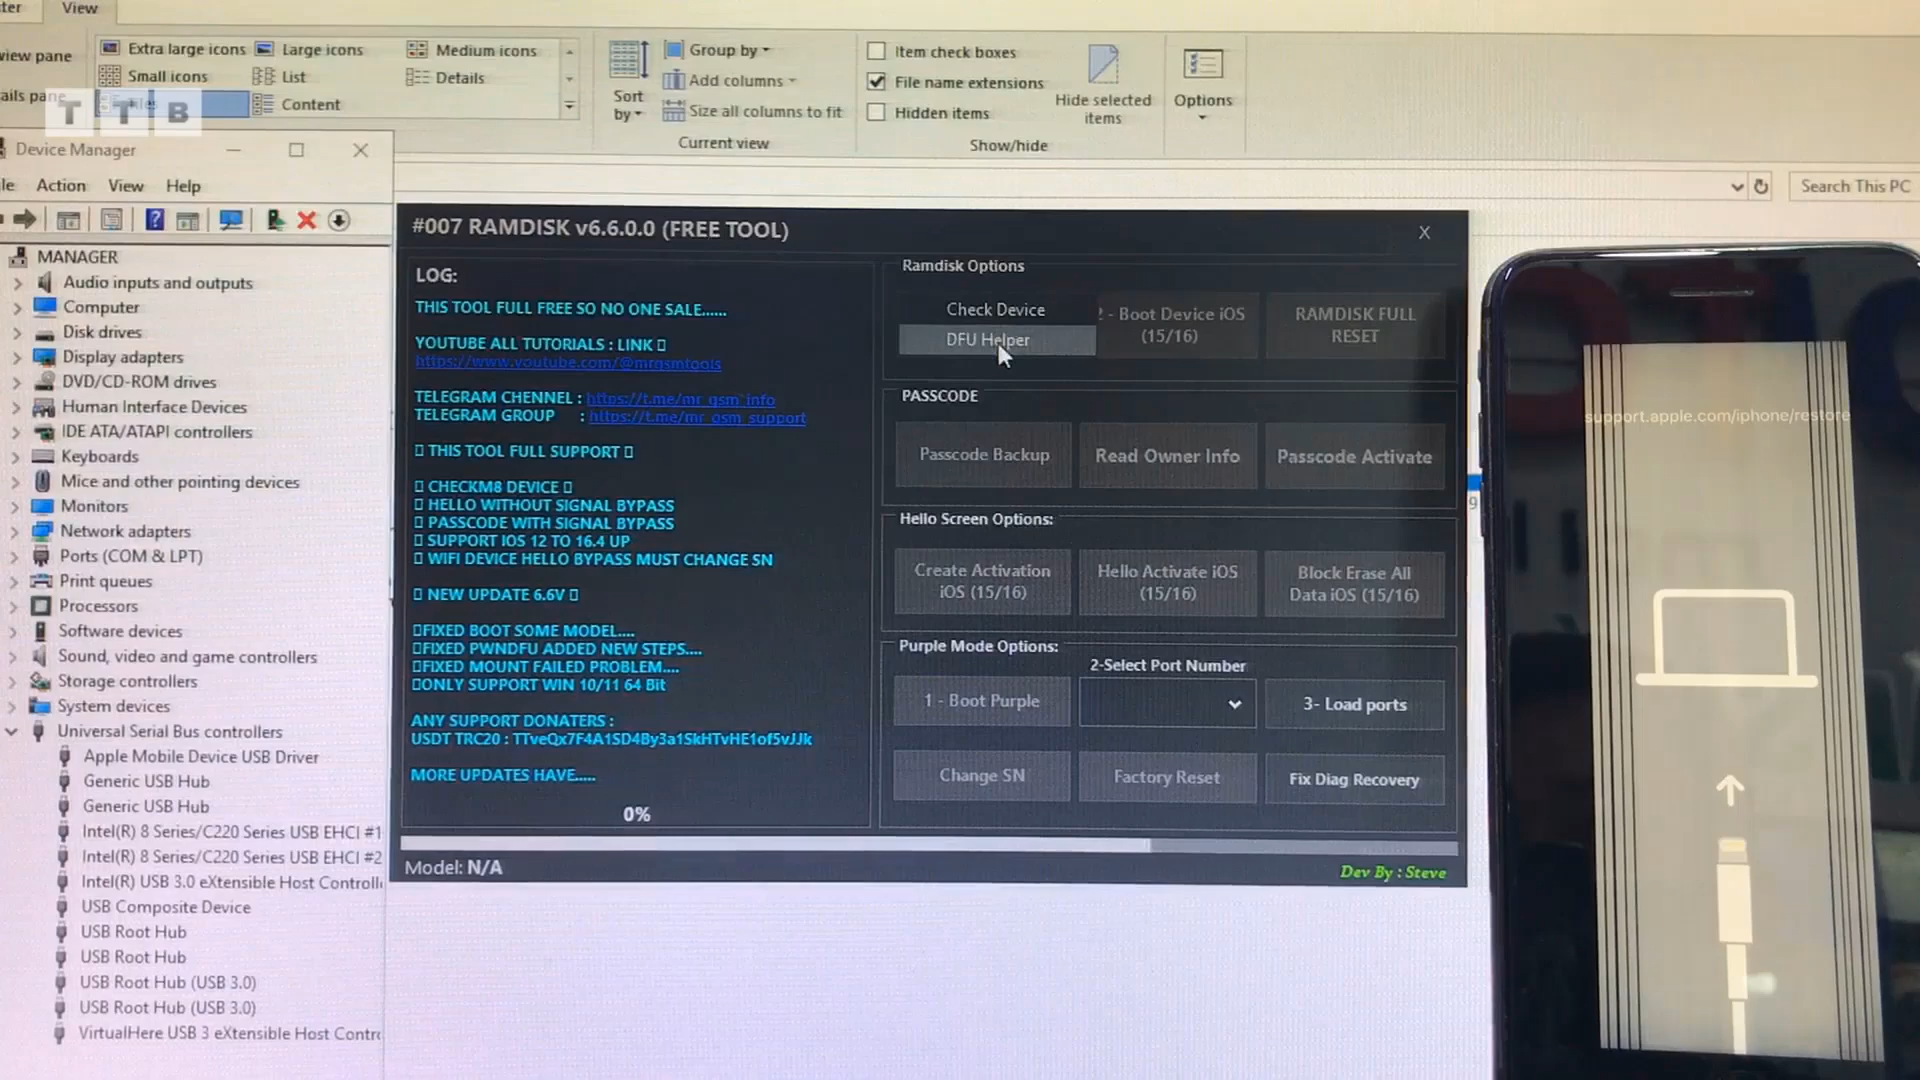 View
Extra large icons
Large icons
Medium icons
Small icons
List
Details
Content
Sort by
Group by
Add columns
Size all columns to fit
Current view
Item check boxes
File name extensions
Hidden items
Hide selected items
Show/hide
Options
T T B
Search This PC
Device Manager
Action View Help
MANAGER
Audio inputs and outputs
Computer
Disk drives
Display adapters
DVD/CD-ROM drives
Human Interface Devices
IDE ATA/ATAPI controllers
Keyboards
Mice and other pointing devices
Monitors
Network adapters
Ports (COM & LPT)
Print queues
Processors
Software devices
Sound, video and game controllers
Storage controllers
System devices
Universal Serial Bus controllers
Apple Mobile Device USB Driver
Generic USB Hub
Generic USB Hub
Intel(R) 8 Series/C220 Series USB EHCI #1
Intel(R) 8 Series/C220 Series USB EHCI #2
Intel(R) USB 3.0 eXtensible Host
USB Composite Device
USB Root Hub
USB Root Hub
USB Root Hub (USB 3.0)
USB Root Hub (USB 3.0)
VirtualHere USB 3 eXtensible Host
#007 RAMDISK v6.6.0.0 (FREE TOOL)
X
LOG:
THIS TOOL FULL FREE SO NO ONE SALE......
YOUTUBE ALL TUTORIALS : LINK
https://www.youtube.com/@mrgsmtools
TELEGRAM CHENNEL : https://t.me/mr_gsm_info
TELEGRAM GROUP : https://t.me/mr_gsm_support
THIS TOOL FULL SUPPORT
CHECKM8 DEVICE
HELLO WITHOUT SIGNAL BYPASS
PASSCODE WITH SIGNAL BYPASS
SUPPORT IOS 12 TO 16.4 UP
WIFI DEVICE HELLO BYPASS MUST CHANGE SN
NEW UPDATE 6.6V
FIXED BOOT SOME MODEL....
FIXED PWNDFU ADDED NEW STEPS....
FIXED MOUNT FAILED PROBLEM....
ONLY SUPPORT WIN 10/11 64 Bit
ANY SUPPORT DONATERS :
USDT TRC20 : TTveQx7F4A1SD4By3a1SkHTvHE1of5vJJk
MORE UPDATES HAVE.....
0%
Model: N/A
Ramdisk Options
Check Device
DFU Helper
- Boot Device iOS (15/16)
RAMDISK FULL RESET
PASSCODE
Passcode Backup
Read Owner Info
Passcode Activate
Hello Screen Options:
Create Activation iOS (15/16)
Hello Activate iOS (15/16)
Block Erase All Data iOS (15/16)
Purple Mode Options:
2-Select Port Number
1 - Boot Purple
3- Load ports
Change SN
Factory Reset
Fix Diag Recovery
Dev By : Steve
support.apple.com/iphone/restore